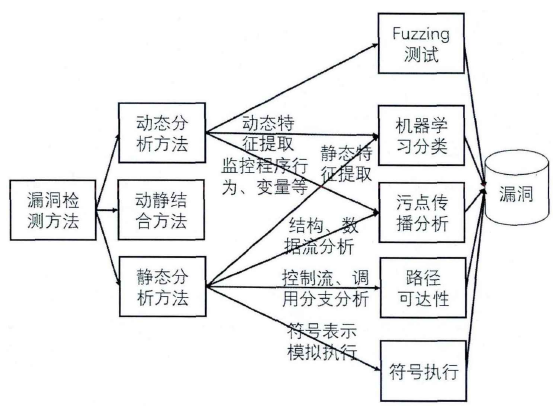 Fuzzing
测试
动态分
析方法
动态特
征提取
机器学
习分类
静态特
征提取
监控程序行
为、变量等
漏洞检
测方法
动静结
合方法
漏洞
污点传
播分析
结构、数
据流分析
静态分
析方法
控制流、调
用分支分析
路径
可达性
符号表示
模拟执行
符号执行